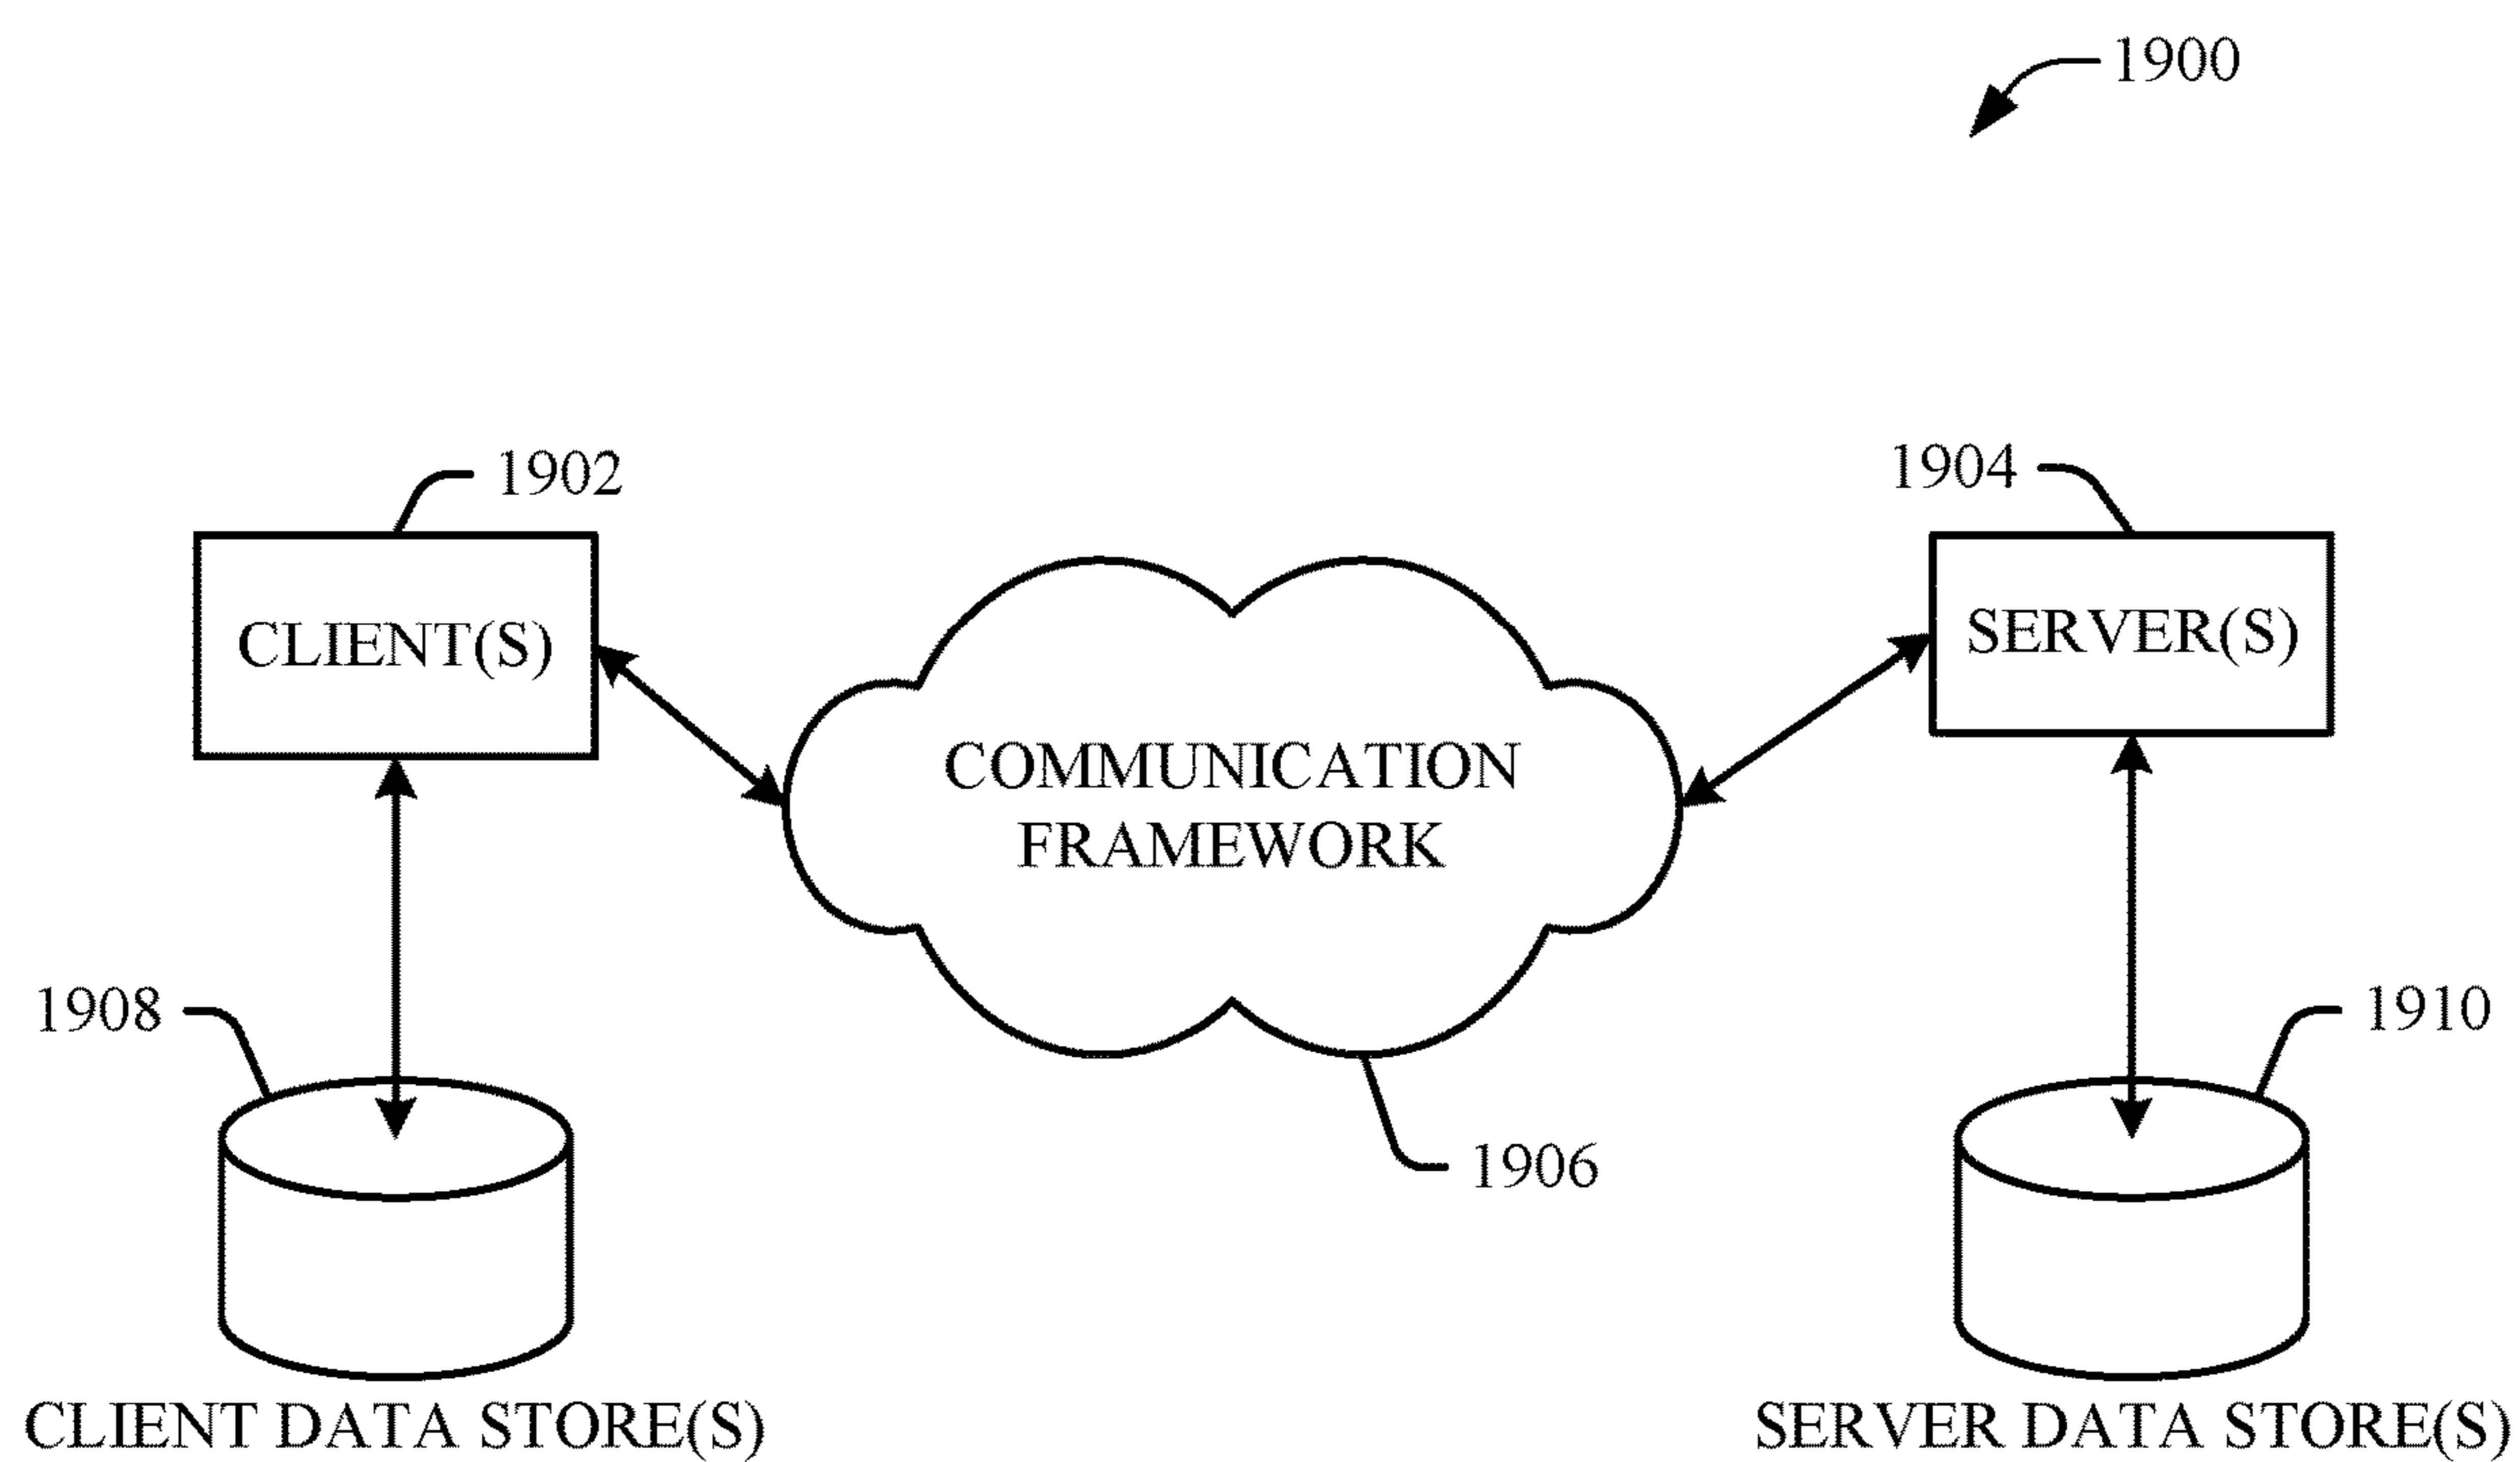 1900
1902
1904
CLIENT(S)
SERVER(S)
COMMUNICATION
FRAMEWORK
1908
1910
1906
CLIENT DATA STORE(S)
SERVER DATA STORE(S)